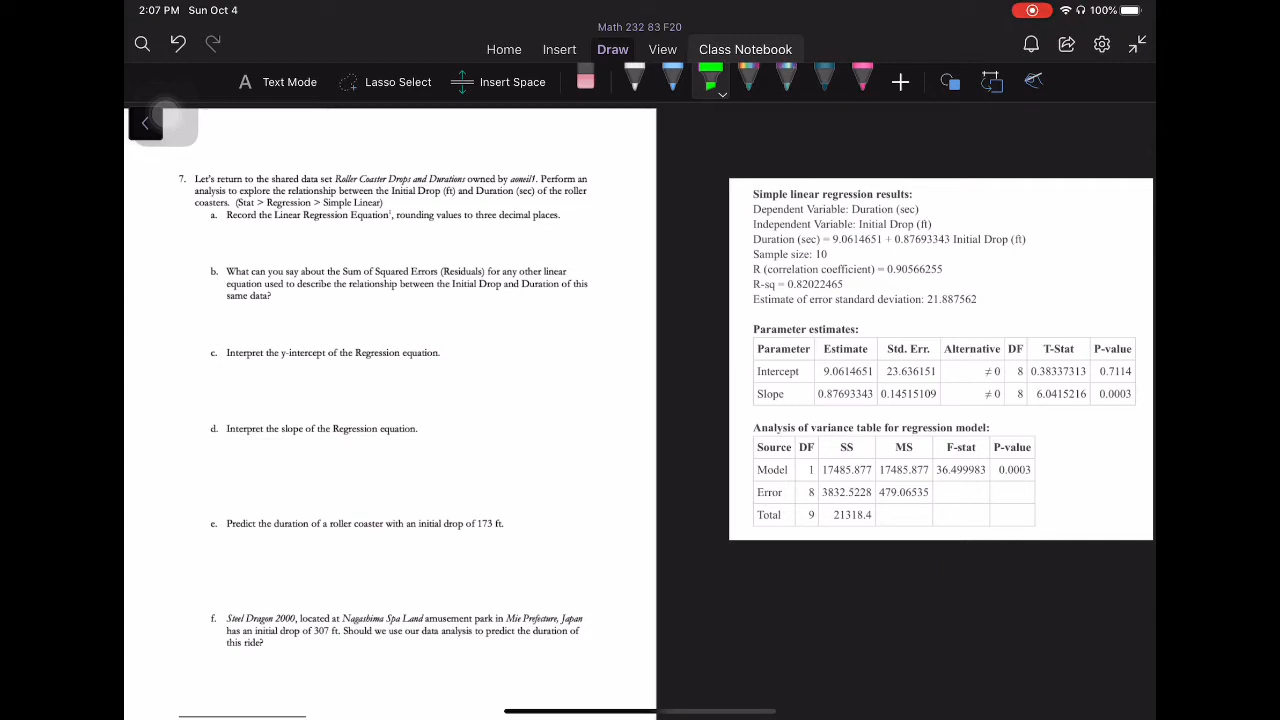 2:07 PM Sun Oct 4
100%
Math 232 83 F20
Home Insert Draw View Class Notebook
A Text Mode Lasso Select Insert Space
7. Let's return to the shared data set Roller Coaster Drops and Durations owned by aoneil1. Perform an
analysis to explore the relationship between the Initial Drop (ft) and Duration (sec) of the roller
coasters. (Stat > Regression > Simple Linear)
a. Record the Linear Regression Equation¹, rounding values to three decimal places.
b. What can you say about the Sum of Squared Errors (Residuals) for any other linear
equation used to describe the relationship between the Initial Drop and Duration of this
same data?
c. Interpret the y-intercept of the Regression equation.
d. Interpret the slope of the Regression equation.
e. Predict the duration of a roller coaster with an initial drop of 173 ft.
f. Steel Dragon 2000, located at Nagashima Spa Land amusement park in Mie Prefecture, Japan
has an initial drop of 307 ft. Should we use our data analysis to predict the duration of
this ride?
Simple linear regression results:
Dependent Variable: Duration (sec)
Independent Variable: Initial Drop (ft)
Duration (sec) = 9.0614651 + 0.87693343 Initial Drop (ft)
Sample size: 10
R (correlation coefficient) = 0.90566255
R-sq = 0.82022465
Estimate of error standard deviation: 21.887562
Parameter estimates:
Parameter Estimate Std. Err. Alternative DF T-Stat P-value
Intercept 9.0614651 23.636151 ≠ 0 8 0.38337313 0.7114
Slope 0.87693343 0.14515109 ≠ 0 8 6.0415216 0.0003
Analysis of variance table for regression model:
Source DF SS MS F-stat P-value
Model 1 17485.877 17485.877 36.499983 0.0003
Error 8 3832.5228 479.06535
Total 9 21318.4